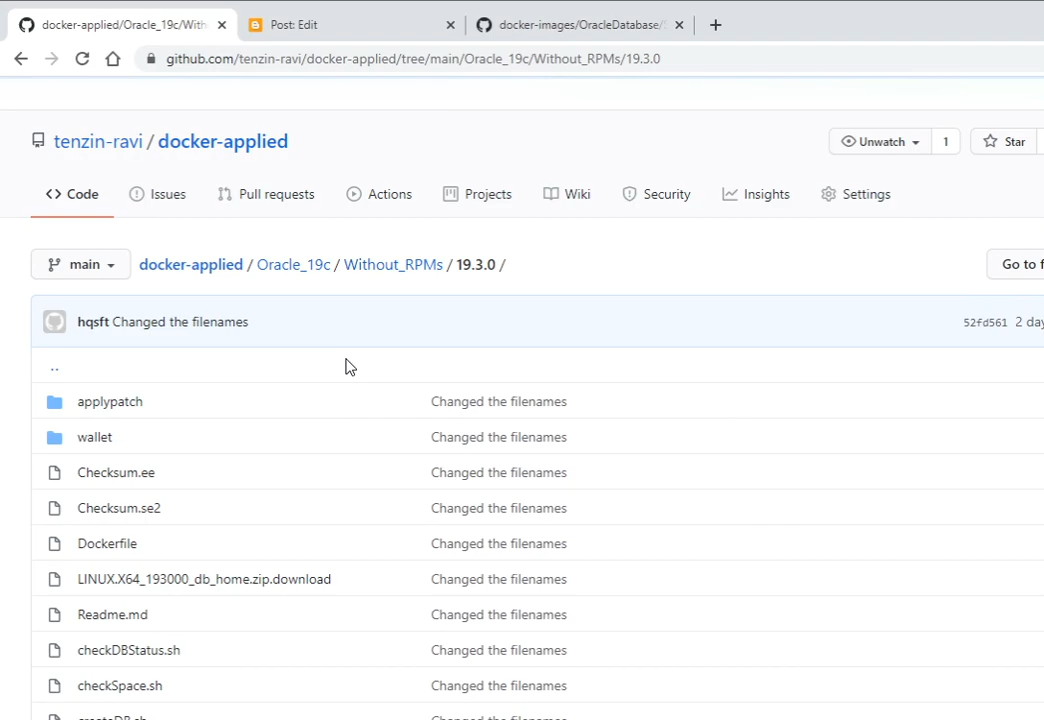 docker-applied/Oracle_19c/With
Post: Edit
docker-images/OracleDatabase/
github.com/tenzin-ravi/docker-applied/tree/main/Oracle_19c/Without_RPMs/19.3.0
tenzin-ravi / docker-applied
Unwatch 1 Star
Code Issues Pull requests Actions Projects Wiki Security Insights Settings
main docker-applied / Oracle_19c / Without_RPMs / 19.3.0 /
Go to f
hqsft Changed the filenames 52fd561 2 day
..
applypatch Changed the filenames
wallet Changed the filenames
Checksum.ee Changed the filenames
Checksum.se2 Changed the filenames
Dockerfile Changed the filenames
LINUX.X64_193000_db_home.zip.download Changed the filenames
Readme.md Changed the filenames
checkDBStatus.sh Changed the filenames
checkSpace.sh Changed the filenames
createDB.sh Changed the filenames